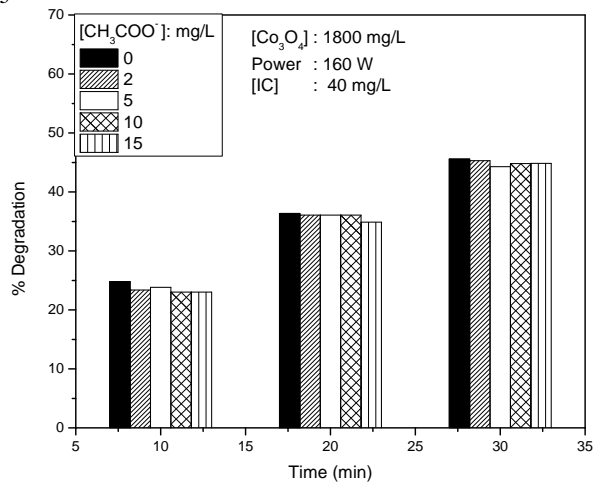 [CH₃COO⁻]: mg/L
0
2
5
10
15
[Co₃O₄] : 1800 mg/L
Power : 160 W
[IC] : 40 mg/L
% Degradation
70
60
50
40
30
20
10
0
5 10 15 20 25 30 35
Time (min)